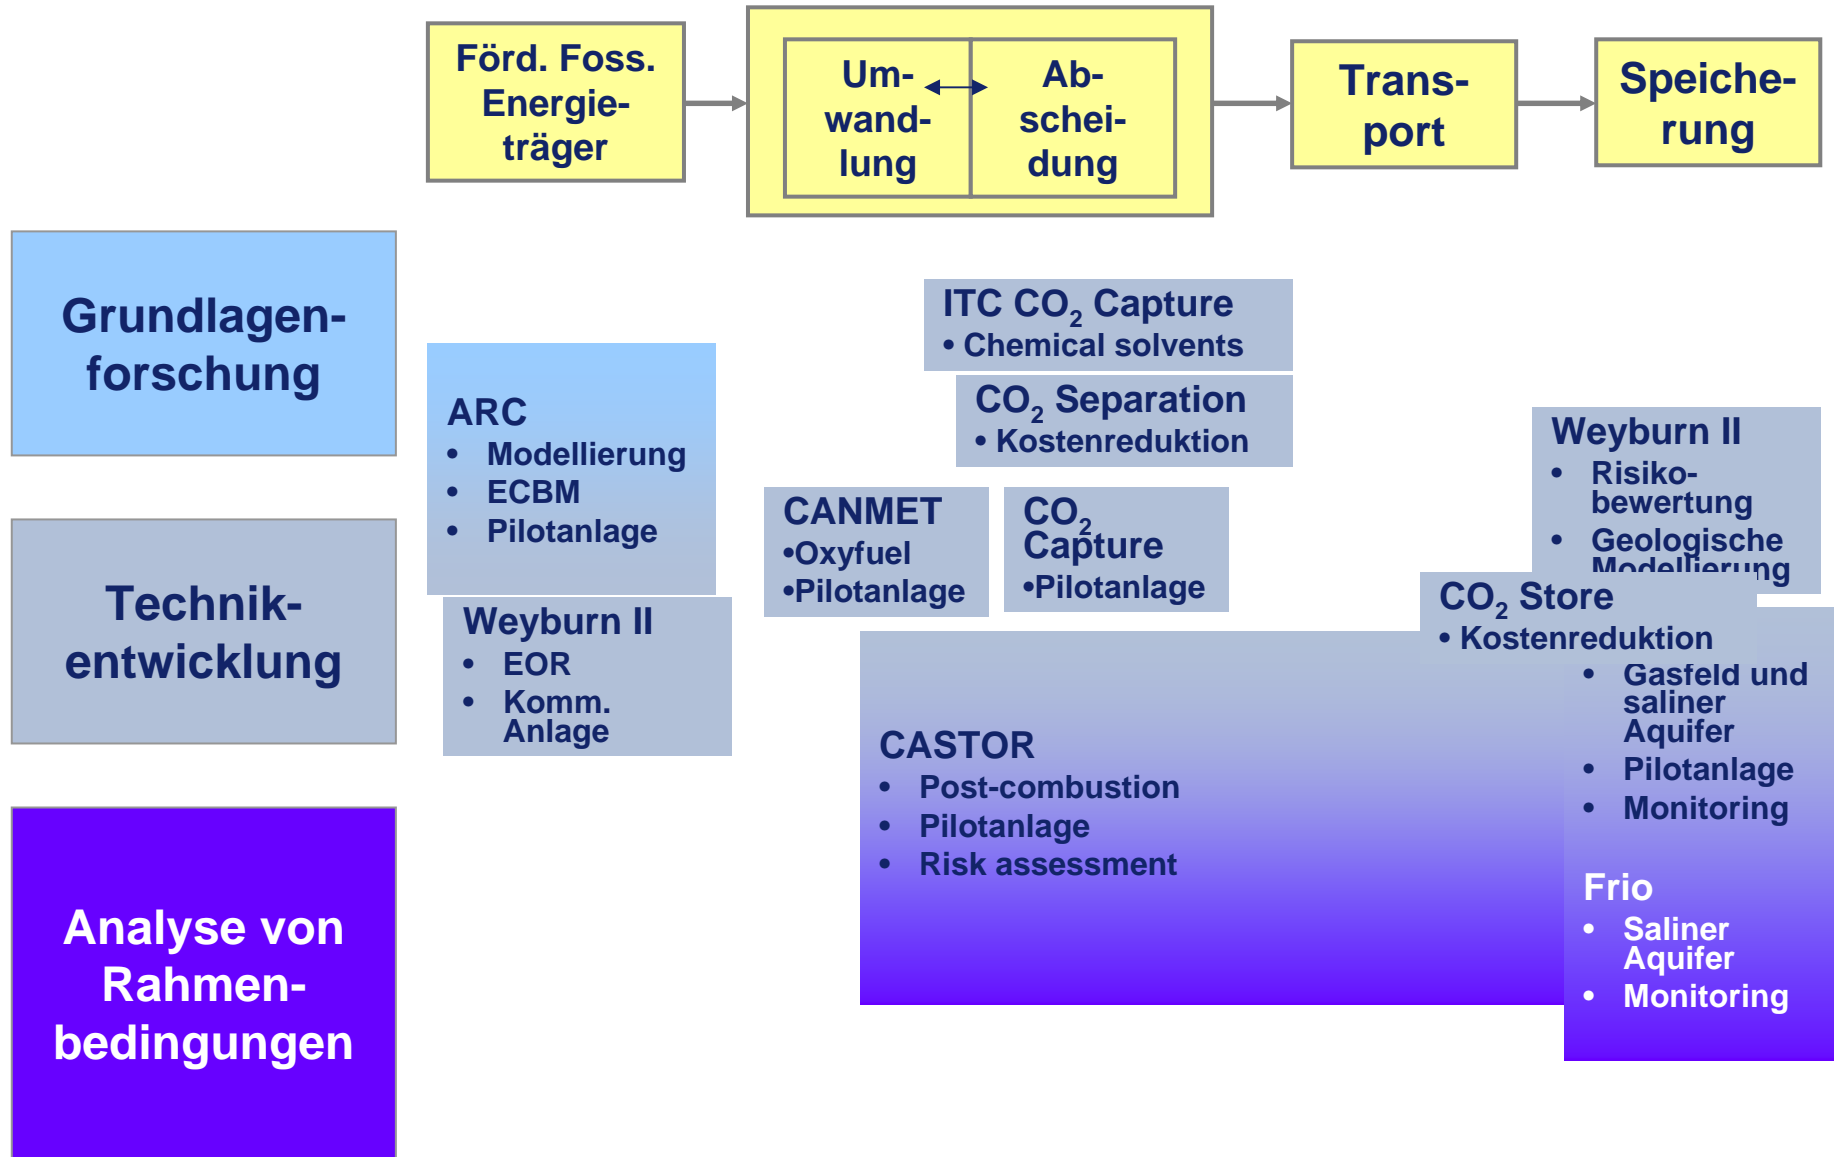 Förd. Foss.
Energie-
träger
Um-
wand-
lung
Ab-
schei-
dung
Trans-
port
Speiche-
rung
Grundlagen-
forschung
Technik-
entwicklung
Analyse von
Rahmen-
bedingungen
ARC
• Modellierung
• ECBM
• Pilotanlage
Weyburn II
• EOR
• Komm.
Anlage
ITC CO₂ Capture
• Chemical solvents
CO₂ Separation
• Kostenreduktion
CANMET
•Oxyfuel
•Pilotanlage
CO₂
Capture
•Pilotanlage
CASTOR
• Post-combustion
• Pilotanlage
• Risk assessment
Weyburn II
• Risiko-
bewertung
• Geologische
Modellierung
CO₂ Store
• Kostenreduktion
• Gasfeld und
saliner
Aquifer
• Pilotanlage
• Monitoring
Frio
• Saliner
Aquifer
• Monitoring